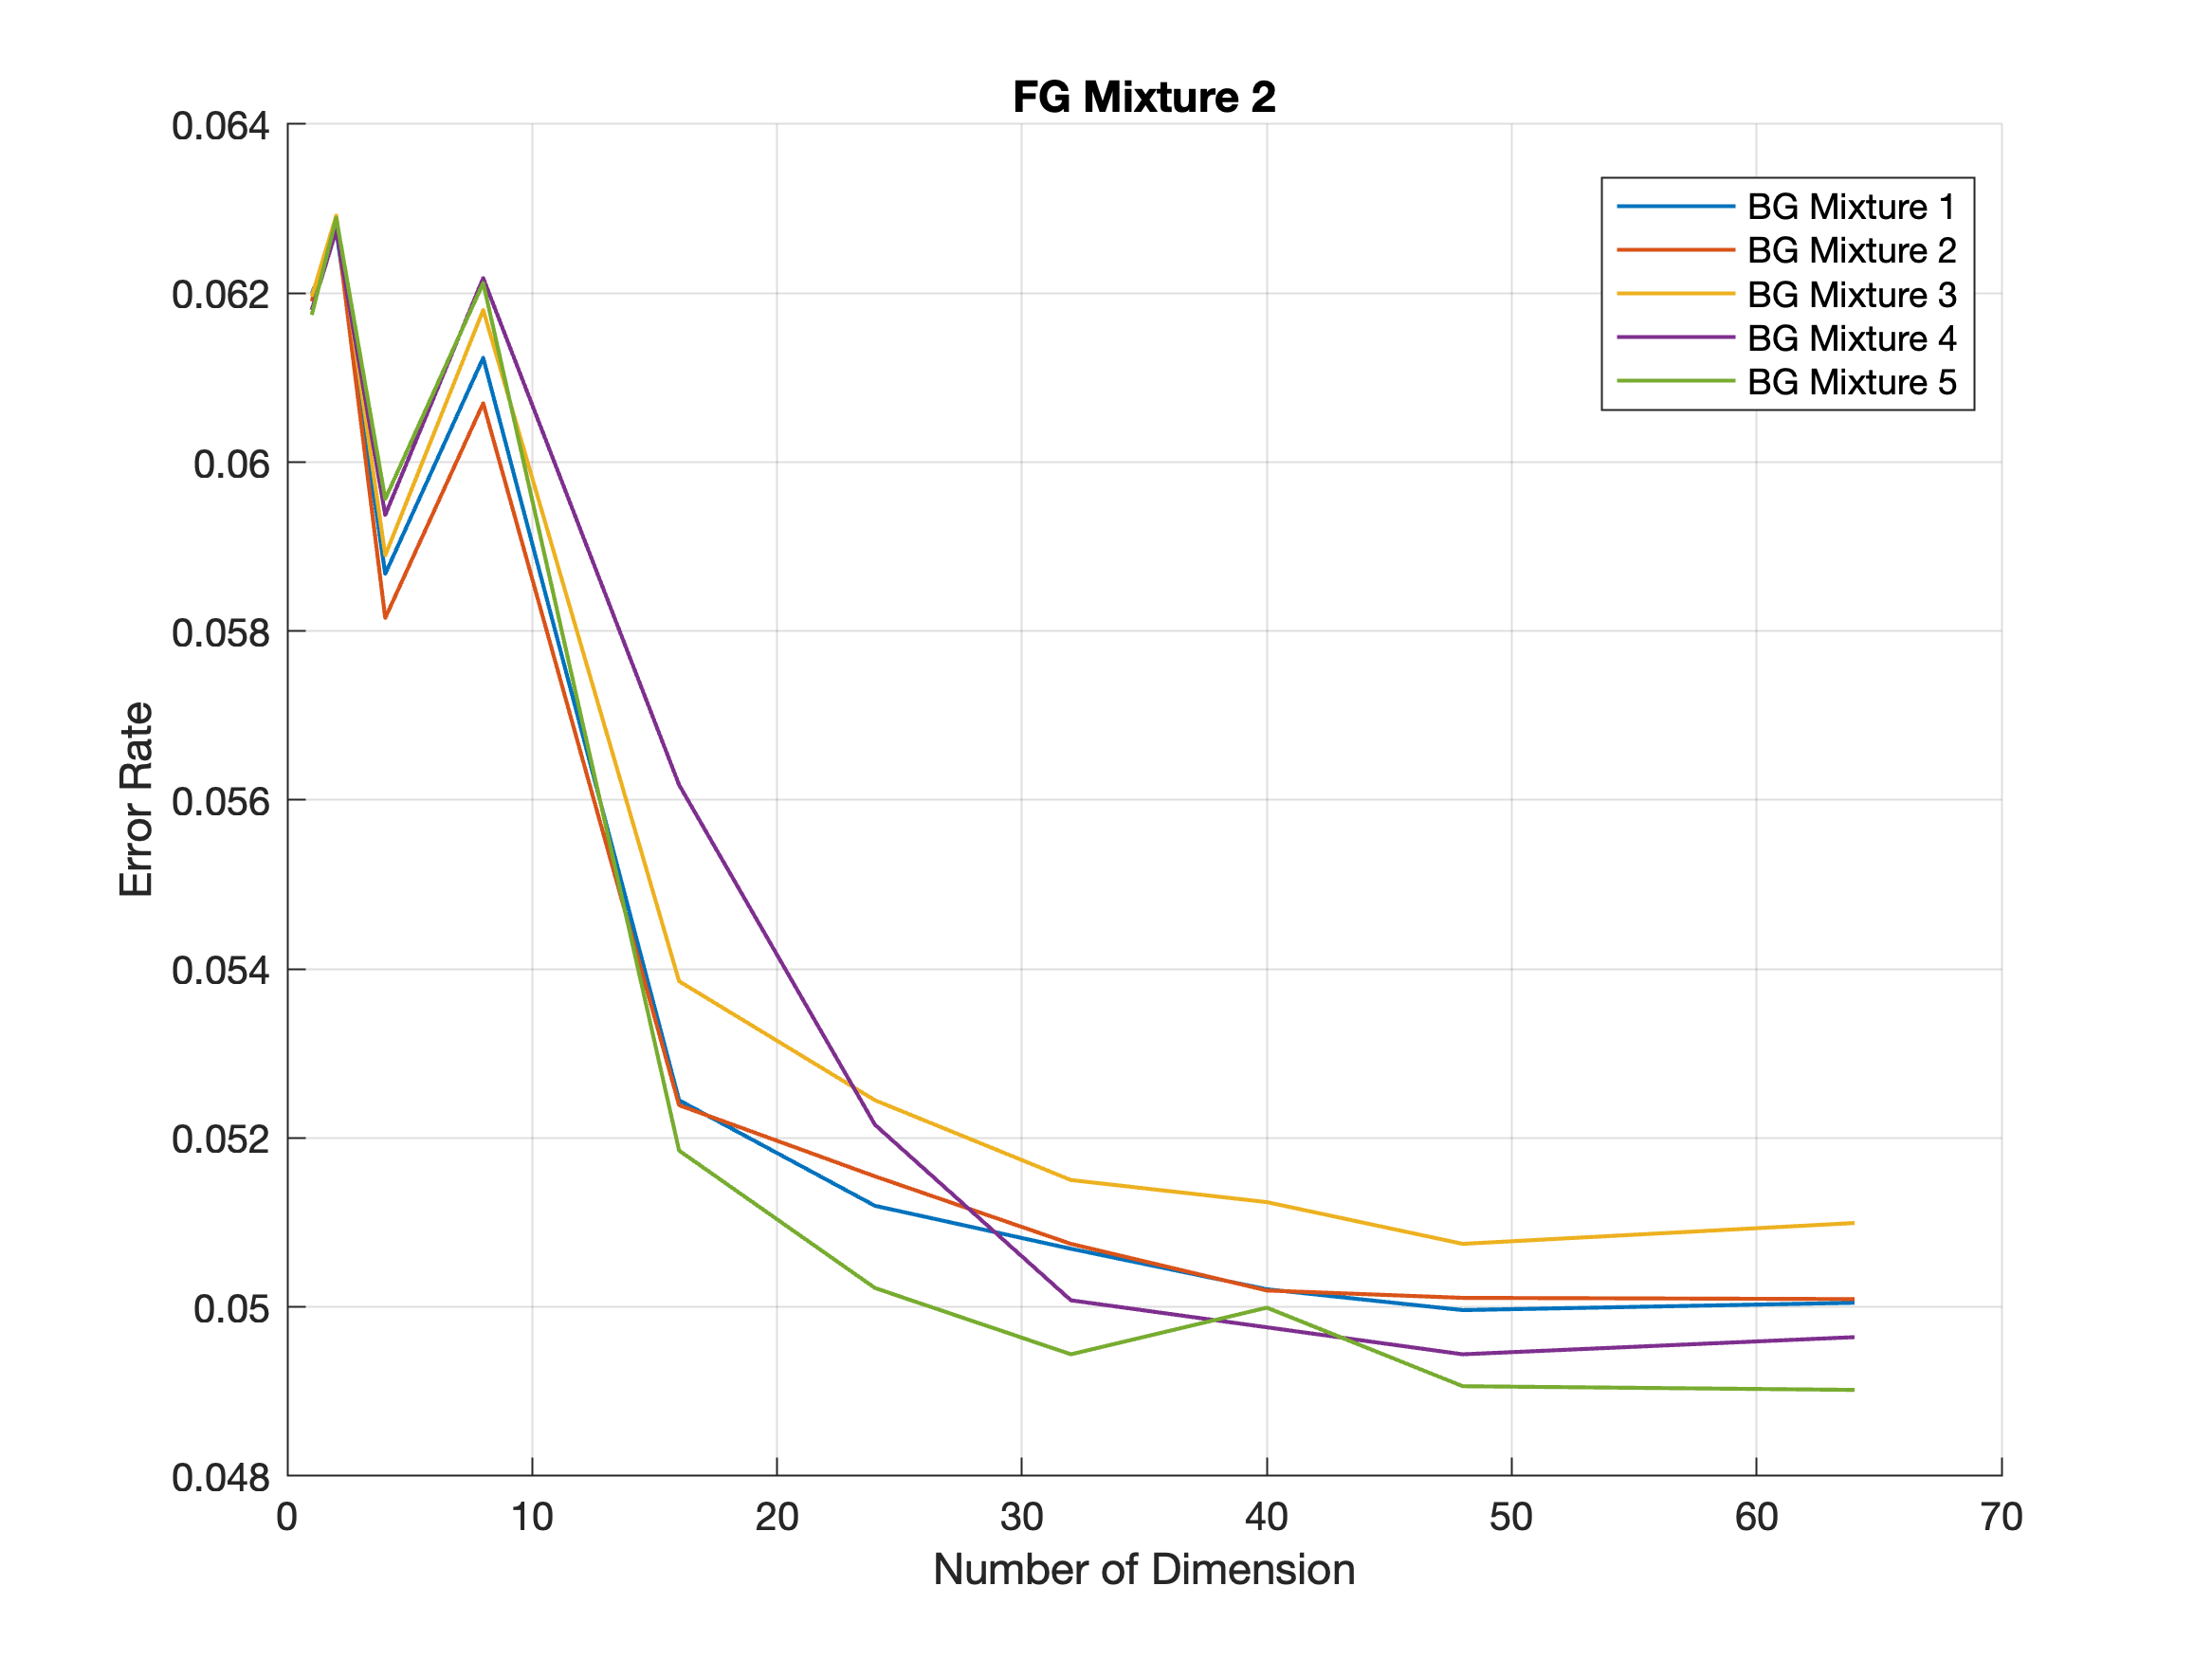 FG Mixture 2
0.064
0.062
0.06
0.058
0.056
0.054
0.052
0.05
0.048
Error Rate
BG Mixture 1
BG Mixture 2
BG Mixture 3
BG Mixture 4
BG Mixture 5
0 10 20 30 40 50 60 70
Number of Dimension